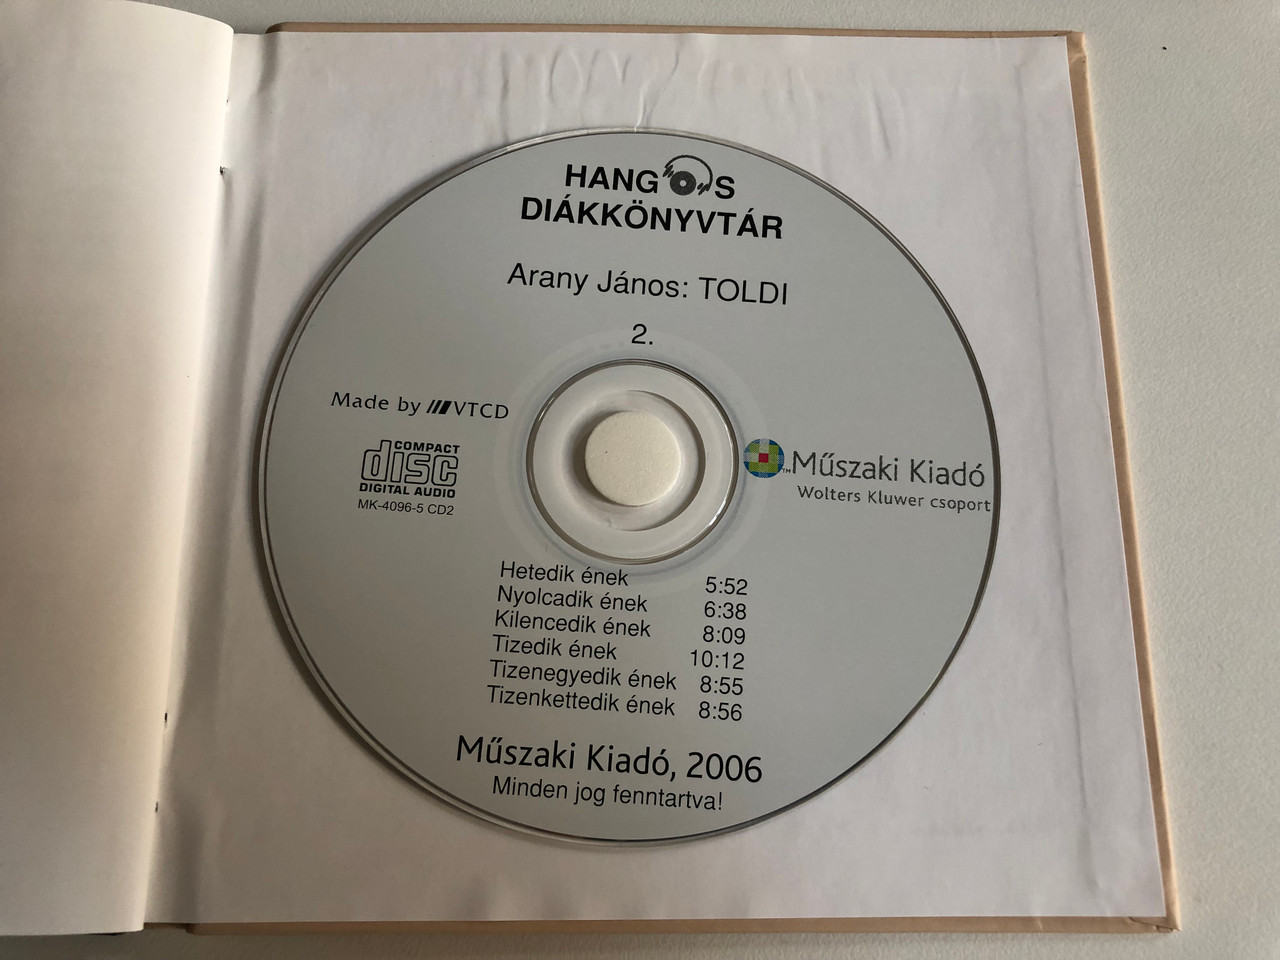 HANGOS
DIÁKKÖNYVTÁR
Arany János: TOLDI
2.
Made by VTCD
COMPACT
disc
DIGITAL AUDIO
MK-4096-5 CD2
™ Műszaki Kiadó
Wolters Kluwer csoport
Hetedik ének 5:52
Nyolcadik ének 6:38
Kilencedik ének 8:09
Tizedik ének 10:12
Tizenegyedik ének 8:55
Tizenkettedik ének 8:56
Műszaki Kiadó, 2006
Minden jog fenntartva!